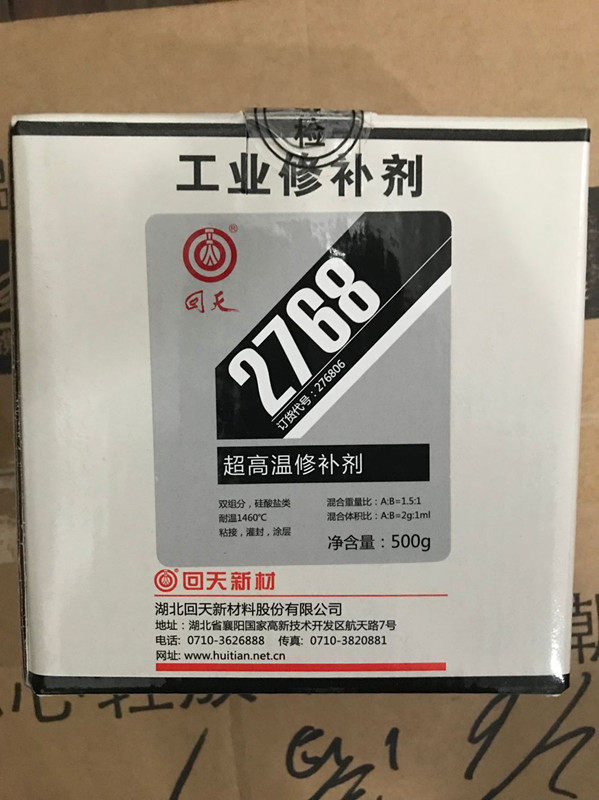 检
工业修补剂
®
回天
2768
订货代号：276806
超高温修补剂
双组分，硅酸盐类
耐温1460℃
粘接，灌封，涂层
混合重量比：A:B=1.5:1
混合体积比：A:B=2g:1ml
净含量：500g
回天新材
湖北回天新材料股份有限公司
地址：湖北省襄阳国家高新技术开发区航天路7号
电话: 0710-3626888 传真: 0710-3820881
网址: www.huitian.net.cn